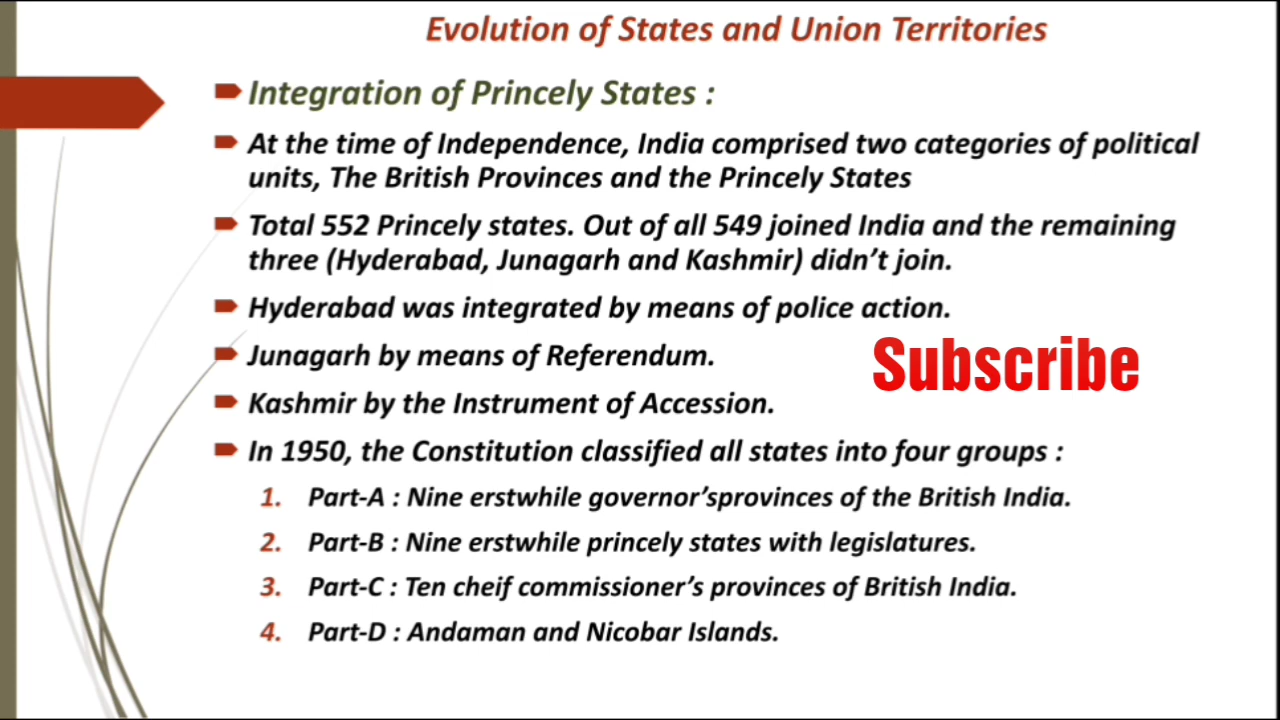 Evolution of States and Union Territories
Integration of Princely States :
At the time of Independence, India comprised two categories of political
units, The British Provinces and the Princely States
Total 552 Princely states. Out of all 549 joined India and the remaining
three (Hyderabad, Junagarh and Kashmir) didn’t join.
Hyderabad was integrated by means of police action.
Junagarh by means of Referendum.
Subscribe
Kashmir by the Instrument of Accession.
In 1950, the Constitution classified all states into four groups :
1. Part-A : Nine erstwhile governor’sprovinces of the British India.
2. Part-B : Nine erstwhile princely states with legislatures.
3. Part-C : Ten cheif commissioner’s provinces of British India.
4. Part-D : Andaman and Nicobar Islands.